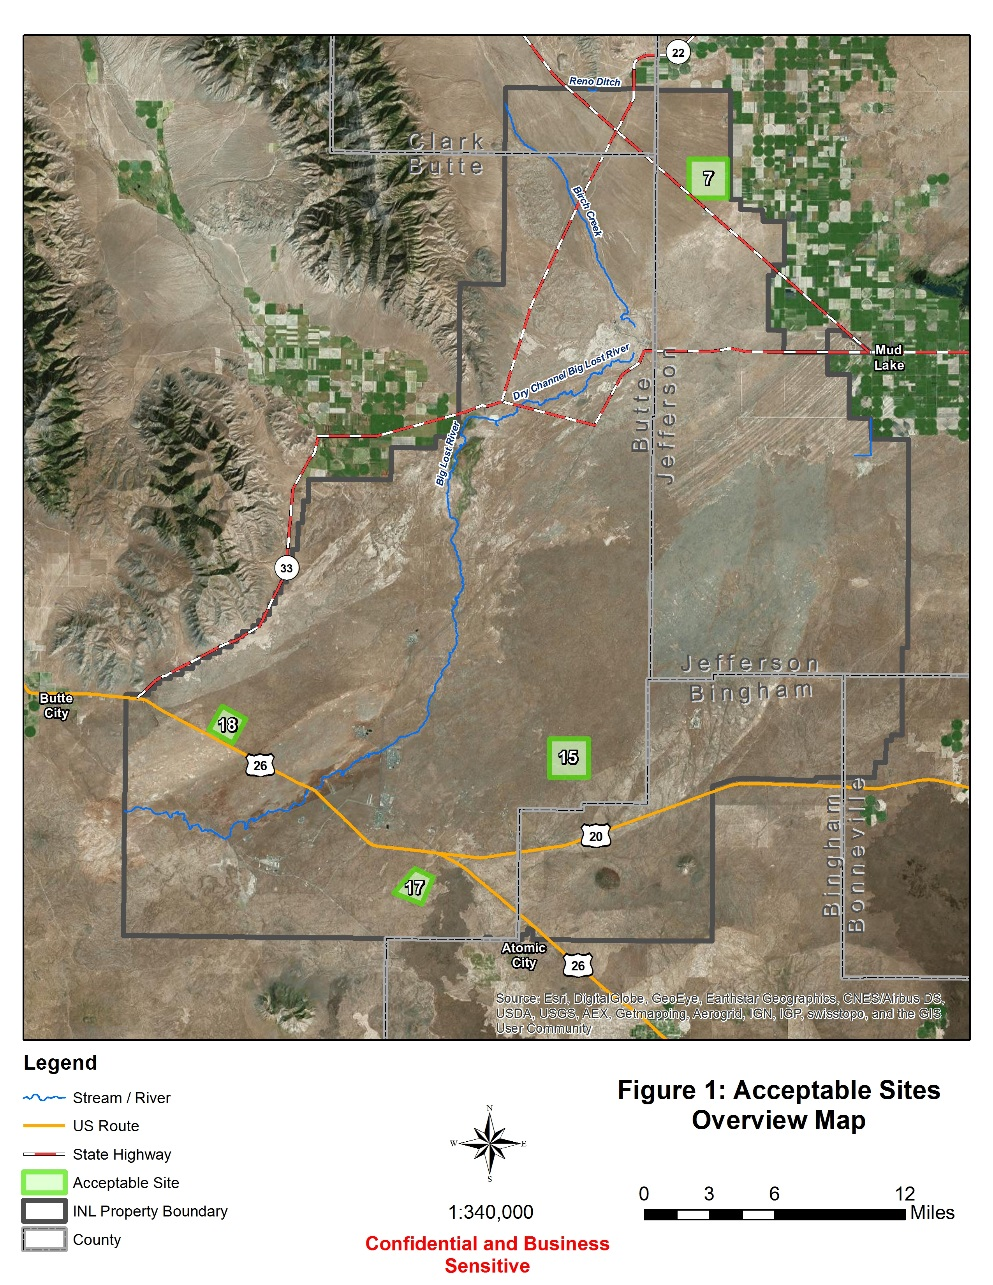 22
Reno Ditch
Clark
Butte
7
Birch Creek
Mud
Lake
Dry Channel Big Lost River
Butte
Jefferson
Big Lost River
33
Jefferson
Bingham
Butte
City
18
26
15
20
Bingham
Bonneville
17
Atomic
City
26
Source: Esri, DigitalGlobe, GeoEye, Earthstar Geographics, CNES/Airbus DS,
USDA, USGS, AEX, Getmapping, Aerogrid, IGN, IGP, swisstopo, and the GIS
User Community
Legend
Stream / River
US Route
State Highway
Acceptable Site
INL Property Boundary
County
N
W
E
S
1:340,000
Confidential and Business
Sensitive
Figure 1: Acceptable Sites
Overview Map
0 3 6 12
Miles